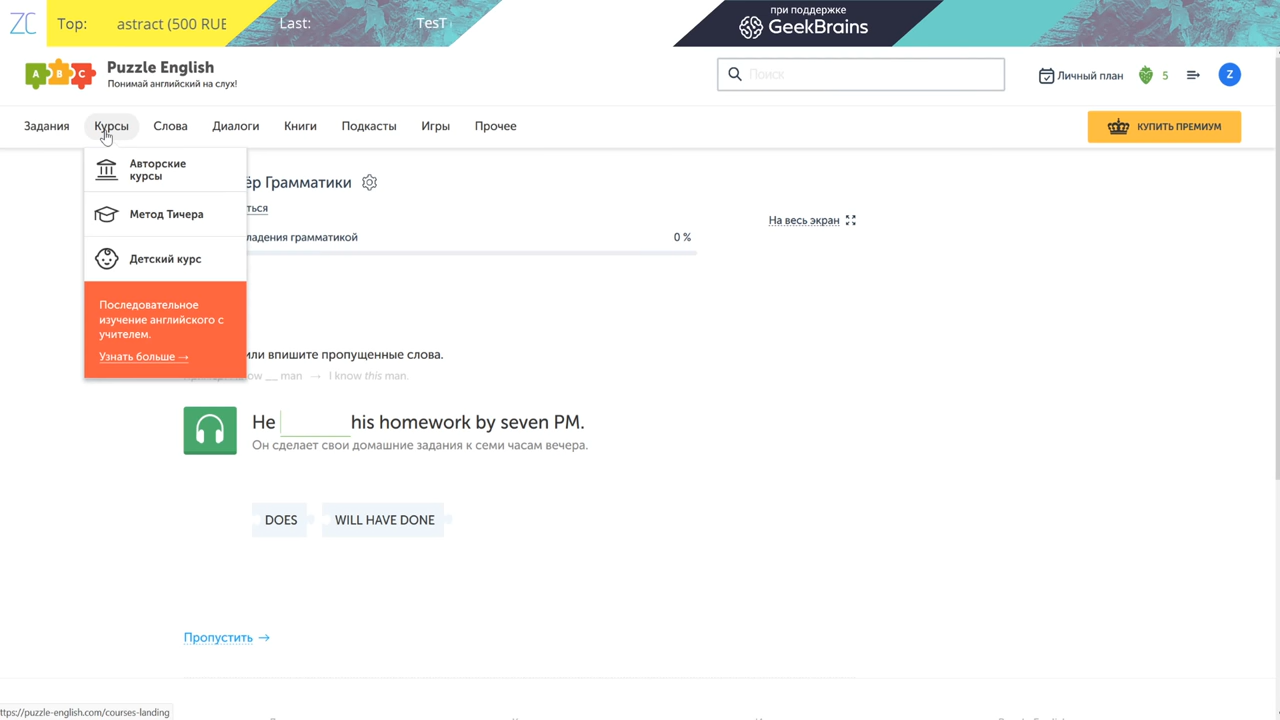 ZC Top: astract (500 RUE Last: TesT
при поддержке
GeekBrains
ABC
Puzzle English
Понимай английский на слух!
Поиск
Личный план
5
Z
Задания Курсы Слова Диалоги Книги Подкасты Игры Прочее
КУПИТЬ ПРЕМИУМ
Авторские
курсы
Метод Тичера
Детский курс
Последовательное
изучение английского с
учителем.
Узнать больше →
ёр Грамматики
ться
На весь экран
ладения грамматикой 0 %
или впишите пропущенные слова.
ow __ man → I know this man.
He ______ his homework by seven PM.
Он сделает свои домашние задания к семи часам вечера.
DOES WILL HAVE DONE
Пропустить →
ttps://puzzle-english.com/courses-landing